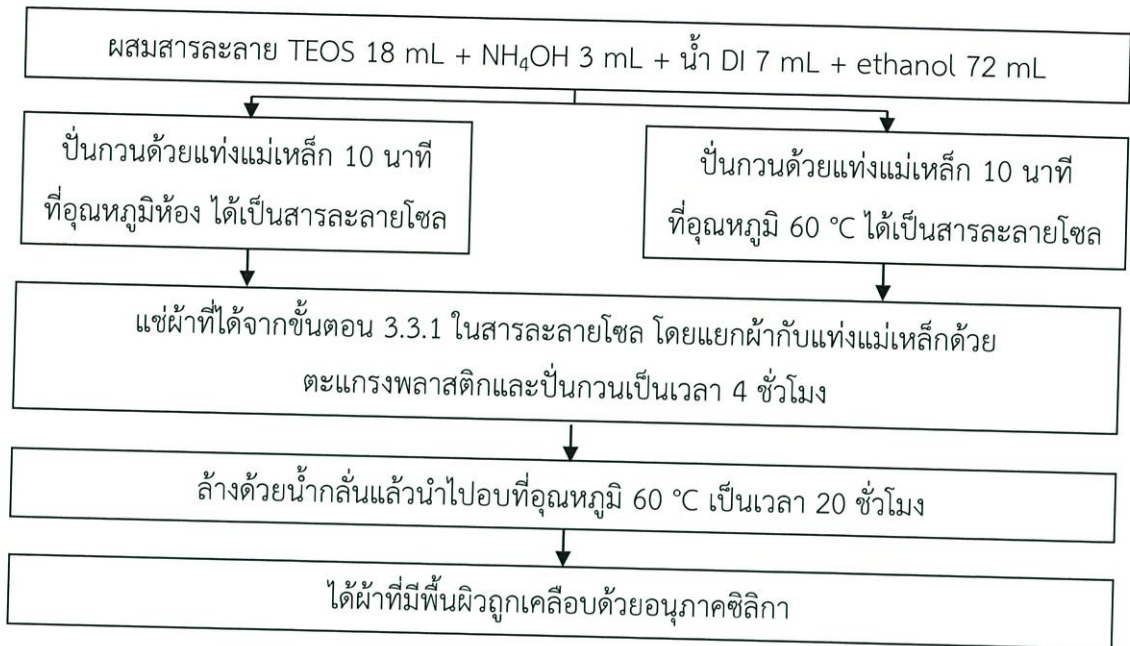 ผสมสารละลาย TEOS 18 mL + NH₄OH 3 mL + น้ำ DI 7 mL + ethanol 72 mL
ปั่นกวนด้วยแท่งแม่เหล็ก 10 นาที
ที่อุณหภูมิห้อง ได้เป็นสารละลายโซล
ปั่นกวนด้วยแท่งแม่เหล็ก 10 นาที
ที่อุณหภูมิ 60 °C ได้เป็นสารละลายโซล
แช่ผ้าที่ได้จากขั้นตอน 3.3.1 ในสารละลายโซล โดยแยกผ้ากับแท่งแม่เหล็กด้วย
ตะแกรงพลาสติกและปั่นกวนเป็นเวลา 4 ชั่วโมง
ล้างด้วยน้ำกลั่นแล้วนำไปอบที่อุณหภูมิ 60 °C เป็นเวลา 20 ชั่วโมง
ได้ผ้าที่มีพื้นผิวถูกเคลือบด้วยอนุภาคซิลิกา